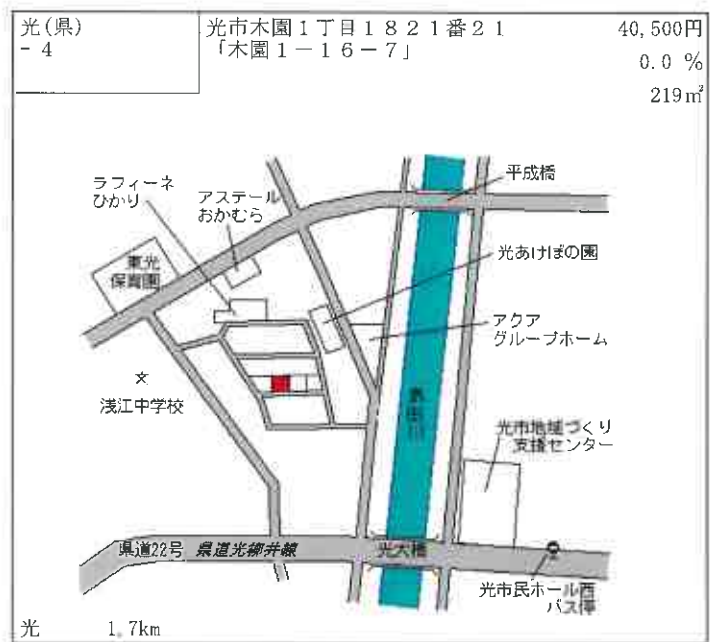 光(県)
- 4
光市木園1丁目1821番21
「木園1-16-7」
40,500円
0.0 %
219㎡
平成橋
ラフィーネ
ひかり
アステール
おかむら
東光
保育園
光あけぼの園
アクア
グループホーム
浅江中学校
島田川
光市地域づくり
支援センター
県道22号 県道光柳井線
光大橋
光市民ホール西
バス停
光 1.7km